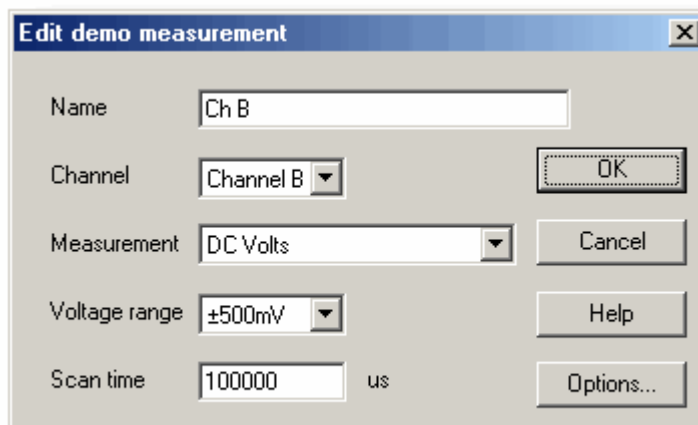 Edit demo measurement
Name Ch B
Channel Channel B OK
Measurement DC Volts Cancel
Voltage range ±500mV Help
Scan time 100000 us Options...